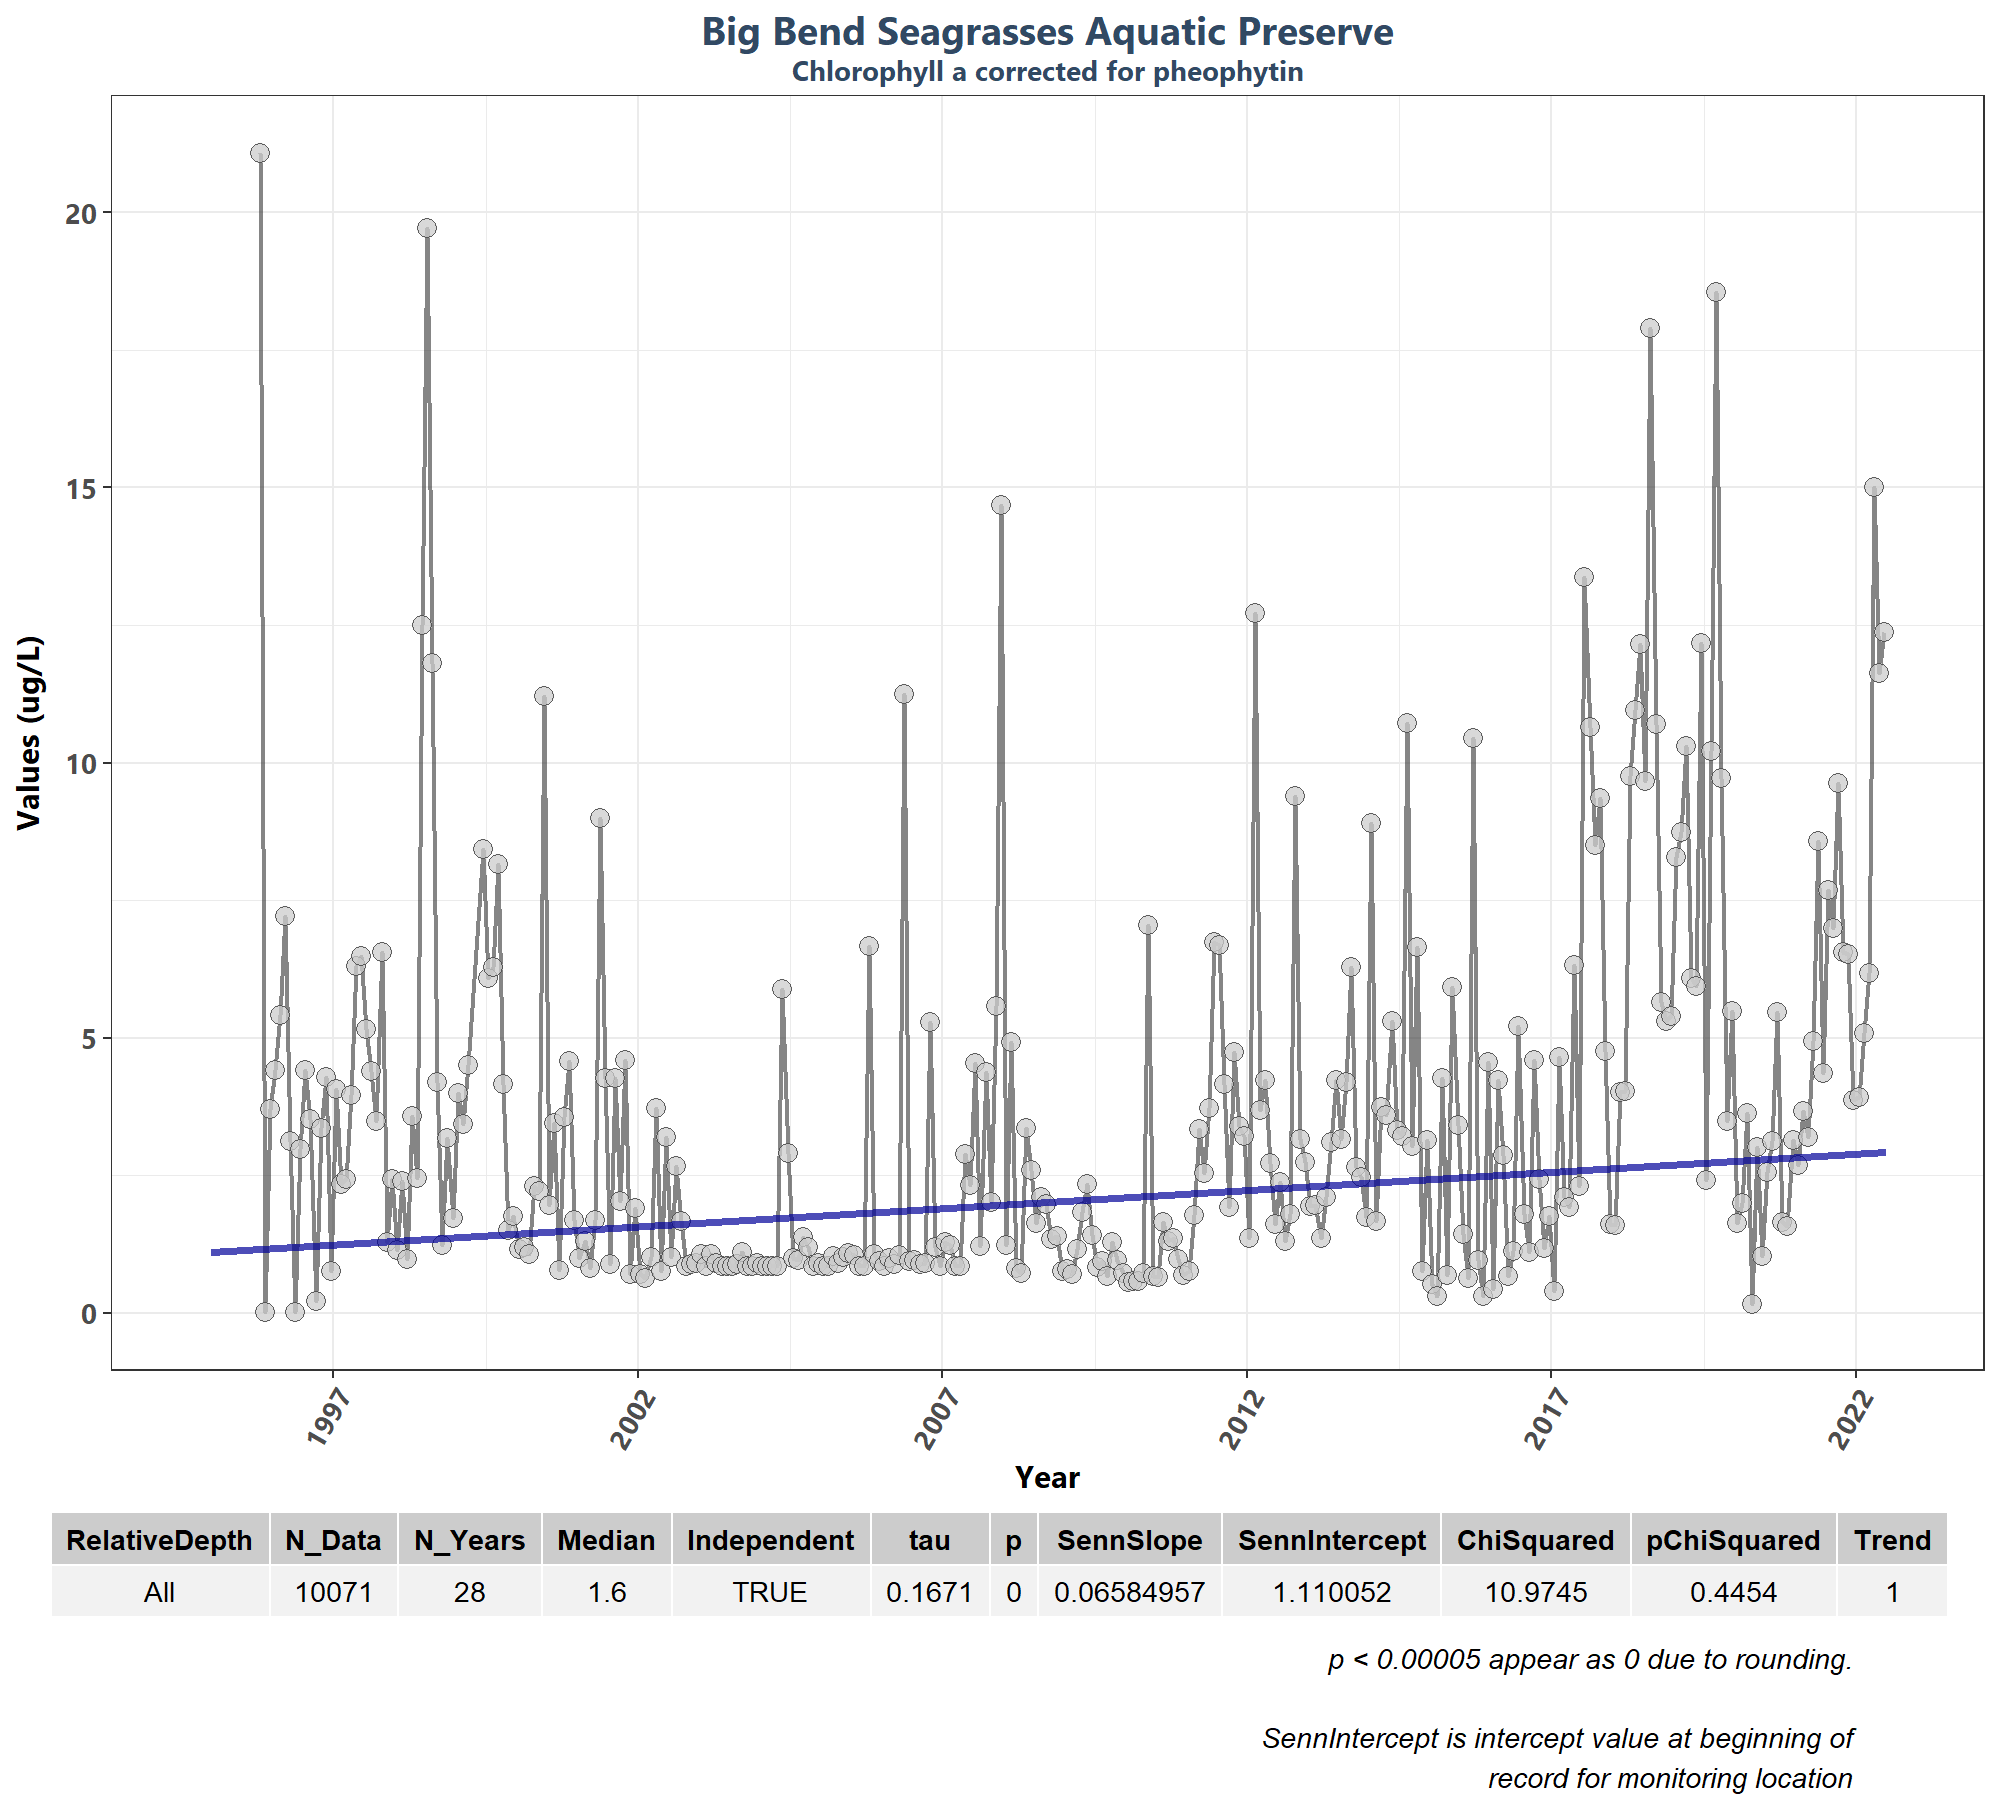 Big Bend Seagrasses Aquatic Preserve
Chlorophyll a corrected for pheophytin
Values (ug/L)
20
15
10
5
0
1997 2002 2007 2012 2017 2022
Year
RelativeDepth N_Data N_Years Median Independent tau p SennSlope SennIntercept ChiSquared pChiSquared Trend
All 10071 28 1.6 TRUE 0.1671 0 0.06584957 1.110052 10.9745 0.4454 1
p < 0.00005 appear as 0 due to rounding.
SennIntercept is intercept value at beginning of
record for monitoring location